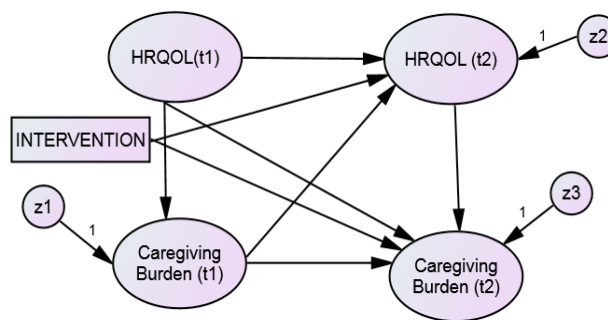 HRQOL(t1)
HRQOL (t2)
1
z2
INTERVENTION
z1
1
Caregiving
Burden (t1)
1
z3
Caregiving
Burden (t2)